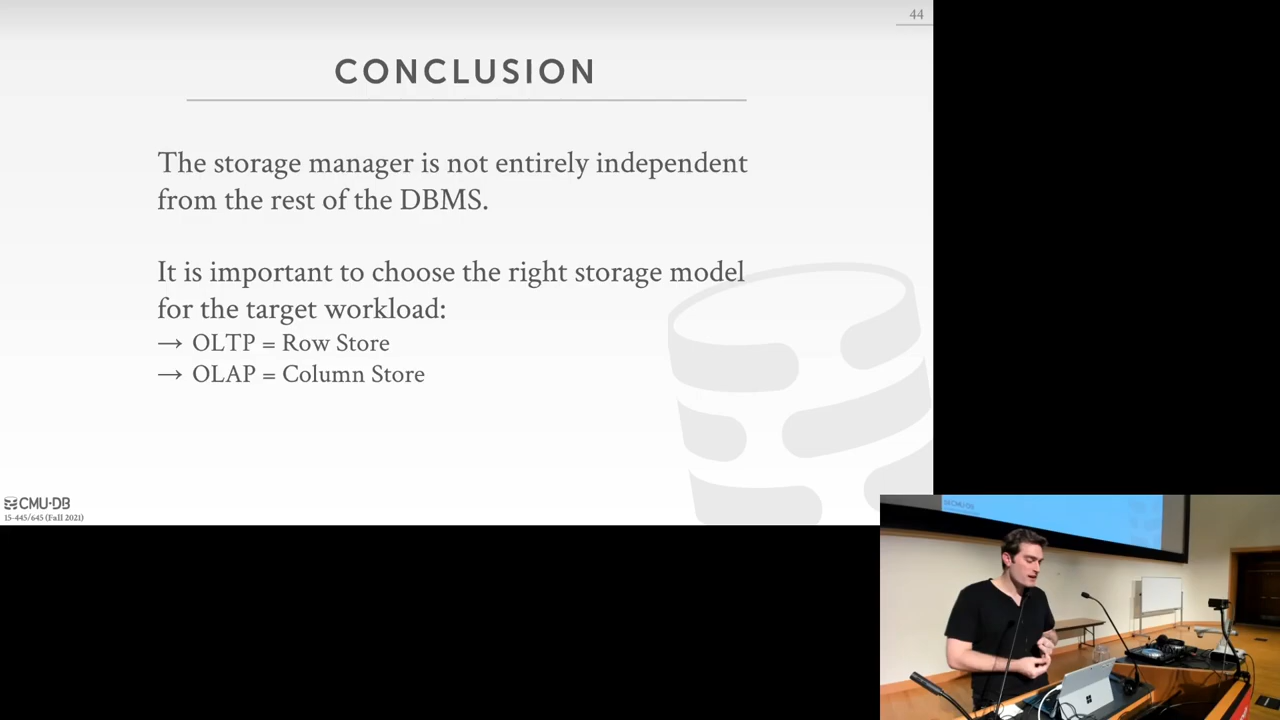 44
CONCLUSION
The storage manager is not entirely independent
from the rest of the DBMS.
It is important to choose the right storage model
for the target workload:
→ OLTP = Row Store
→ OLAP = Column Store
CMU·DB
15-445/645 (Fall 2021)